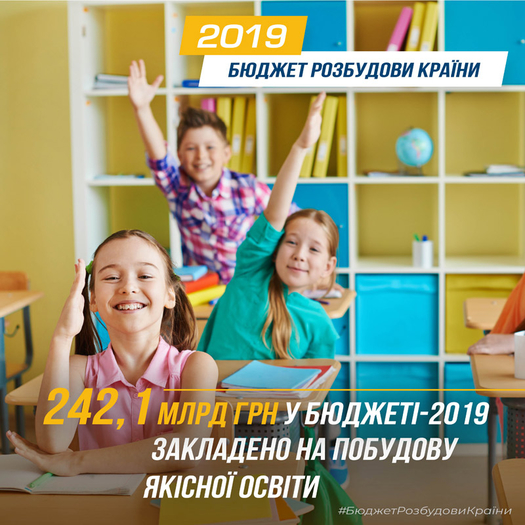 2019
БЮДЖЕТ РОЗБУДОВИ КРАЇНИ
242,1 МЛРД ГРН У БЮДЖЕТІ-2019
ЗАКЛАДЕНО НА ПОБУДОВУ
ЯКІСНОЇ ОСВІТИ
#БюджетРозбудовиКраїни